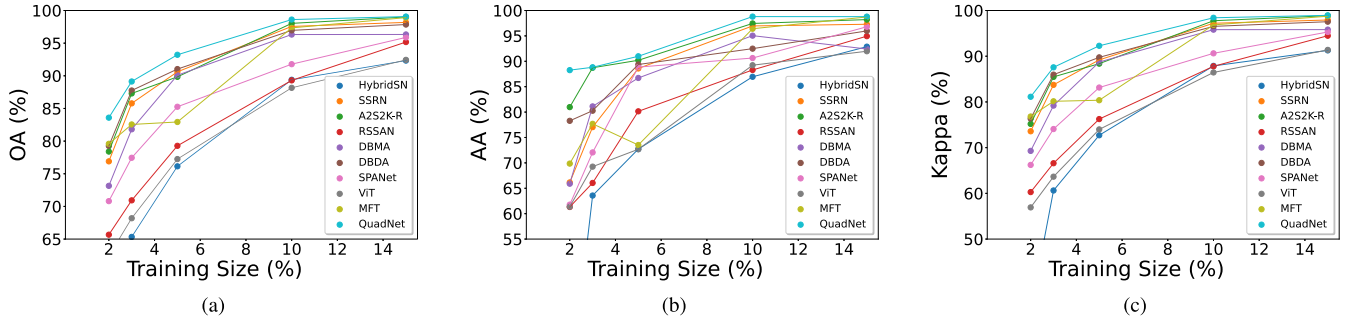 100
95
90
85
80
75
70
65
OA (%)
2 4 6 8 10 12 14
Training Size (%)
HybridSN
SSRN
A2S2K-R
RSSAN
DBMA
DBDA
SPANet
ViT
MFT
QuadNet
(a)
100
95
90
85
80
75
70
65
60
55
AA (%)
2 4 6 8 10 12 14
Training Size (%)
HybridSN
SSRN
A2S2K-R
RSSAN
DBMA
DBDA
SPANet
ViT
MFT
QuadNet
(b)
100
90
80
70
60
50
Kappa (%)
2 4 6 8 10 12 14
Training Size (%)
HybridSN
SSRN
A2S2K-R
RSSAN
DBMA
DBDA
SPANet
ViT
MFT
QuadNet
(c)